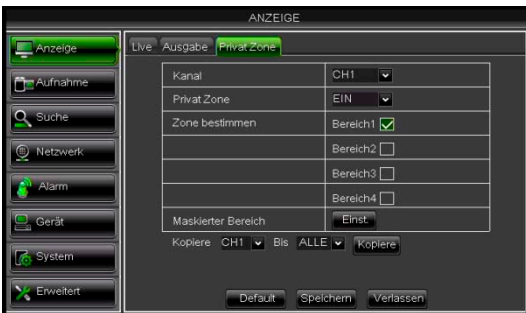 ANZEIGE
Anzeige
Aufnahme
Suche
Netzwerk
Alarm
Gerät
System
Erweitert
Live Ausgabe Privat Zone
Kanal CH1
Privat Zone EIN
Zone bestimmen Bereich1
Bereich2
Bereich3
Bereich4
Maskierter Bereich Einst.
Kopiere CH1 Bis ALLE Kopiere
Default Speichern Verlassen